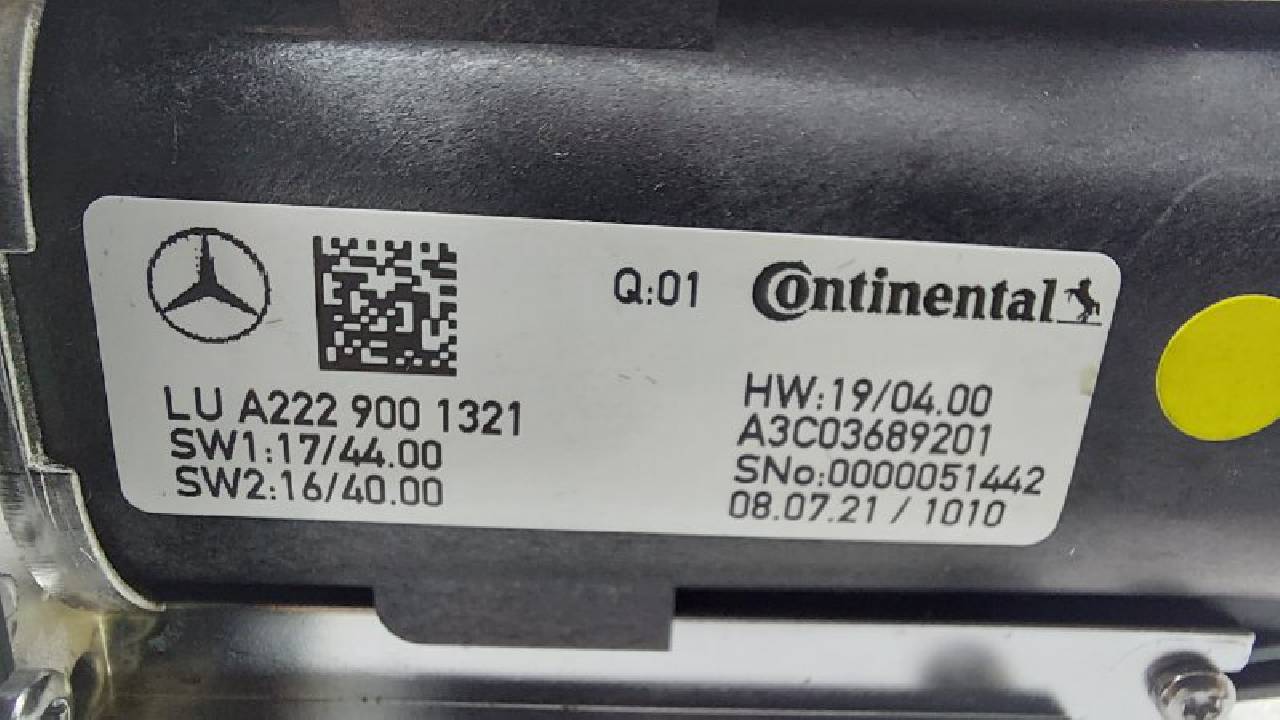 Q:01 Continental
LU A222 900 1321
SW1:17/44.00
SW2:16/40.00
HW:19/04.00
A3C03689201
SNo:0000051442
08.07.21 / 1010